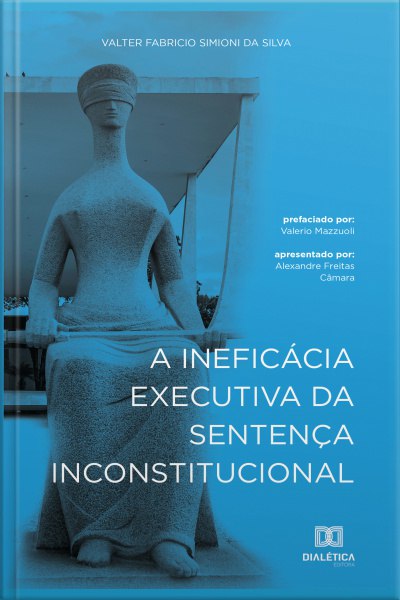 VALTER FABRICIO SIMIONI DA SILVA
prefaciado por:
Valerio Mazzuoli
apresentado por:
Alexandre Freitas
Câmara
A INEFICÁCIA
EXECUTIVA DA
SENTENÇA
INCONSTITUCIONAL
DIALÉTICA
EDITORA